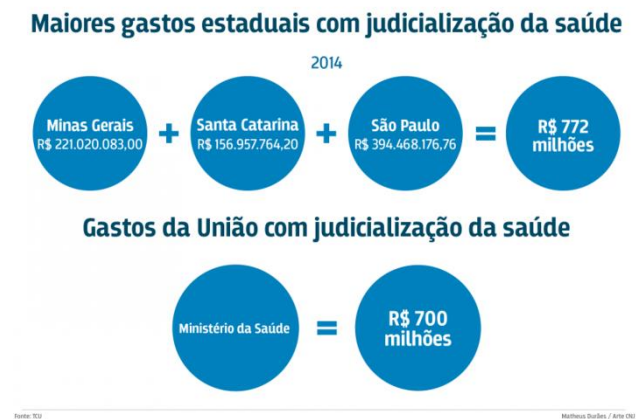 Maiores gastos estaduais com judicialização da saúde
2014
Minas Gerais
R$ 221.020.083,00
+
Santa Catarina
R$ 156.957.764,20
+
São Paulo
R$ 394.468.176,76
=
R$ 772
milhões
Gastos da União com judicialização da saúde
Ministério da Saúde
=
R$ 700
milhões
Fonte: TCU
Matheus Durães / Arte CNJ